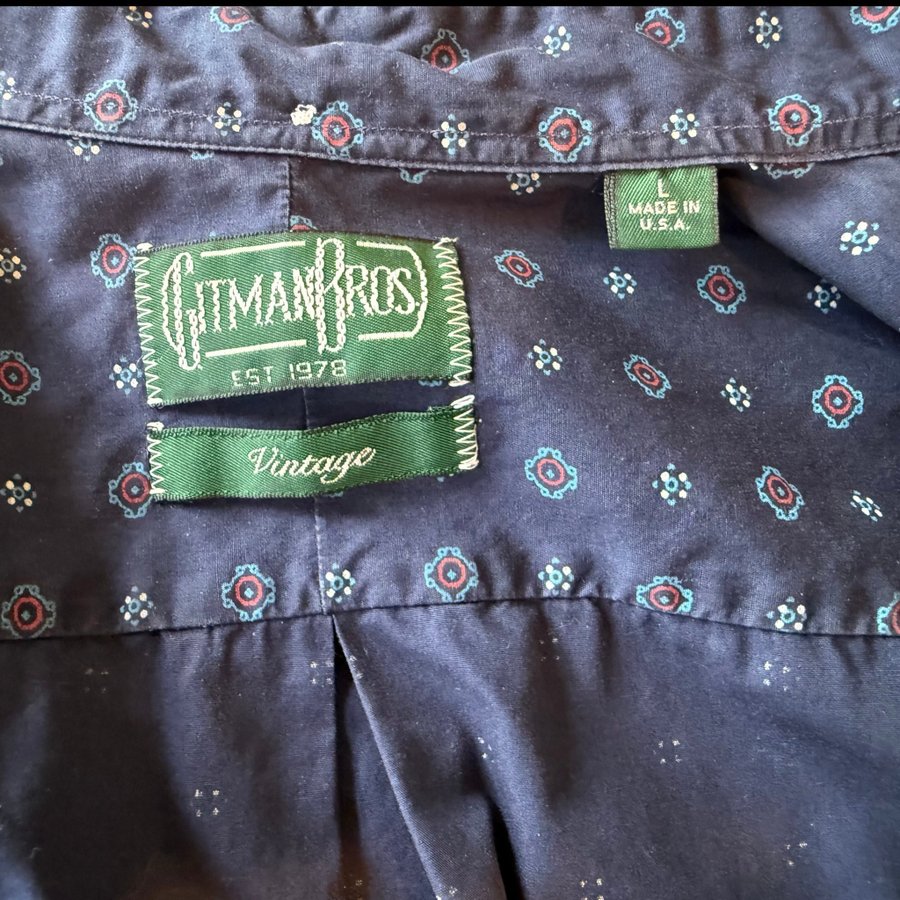 GITMAN BROS
EST 1978
Vintage
L
MADE IN
U.S.A.